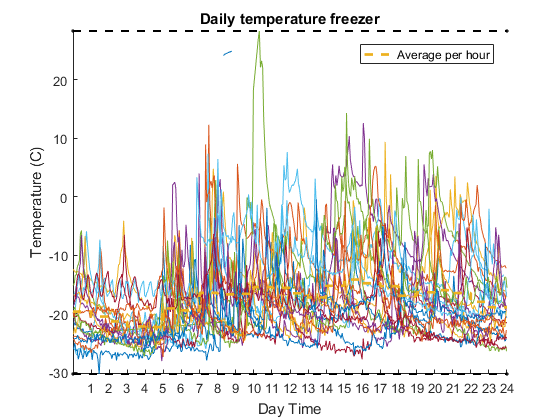 Daily temperature freezer
Average per hour
Temperature (C)
20
10
0
-10
-20
-30
1 2 3 4 5 6 7 8 9 10 11 12 13 14 15 16 17 18 19 20 21 22 23 24
Day Time